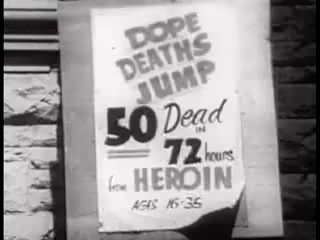 DOPE
DEATHS
JUMP
50 Dead
IN
72 hours
from HEROIN
AGES 16-35